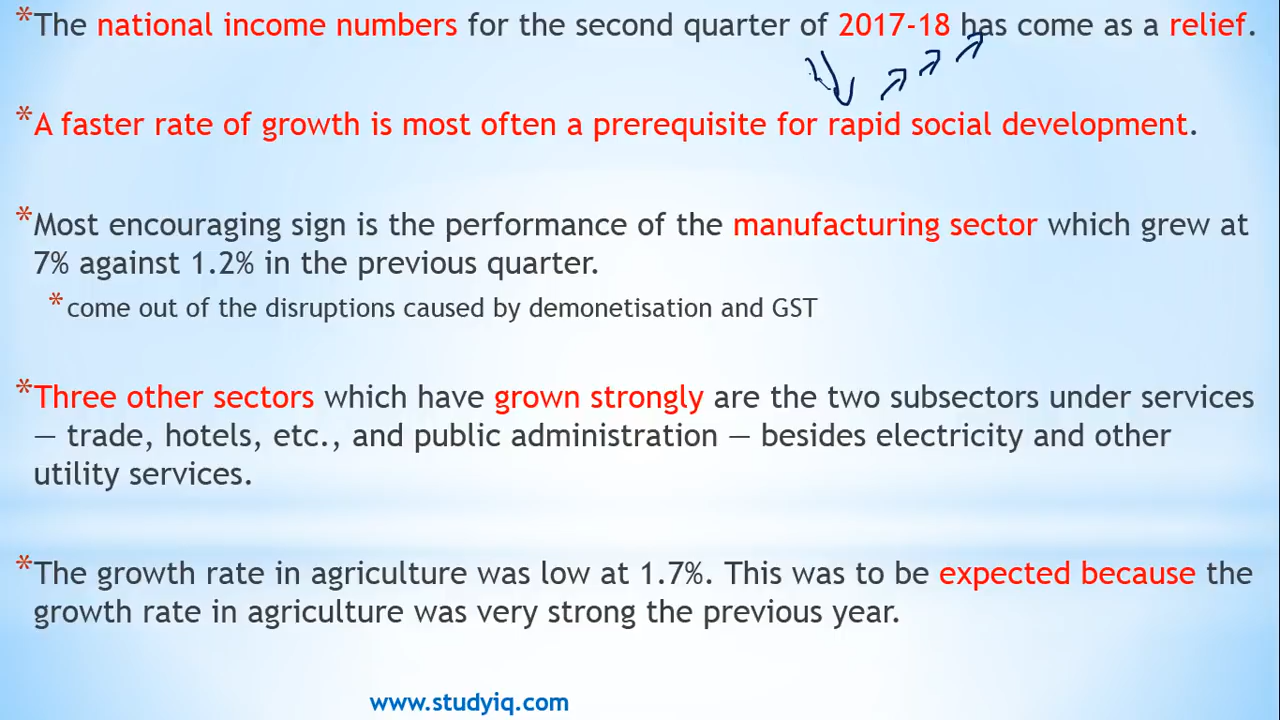 *The national income numbers for the second quarter of 2017-18 has come as a relief.
*A faster rate of growth is most often a prerequisite for rapid social development.
*Most encouraging sign is the performance of the manufacturing sector which grew at
7% against 1.2% in the previous quarter.
*come out of the disruptions caused by demonetisation and GST
*Three other sectors which have grown strongly are the two subsectors under services
— trade, hotels, etc., and public administration — besides electricity and other
utility services.
*The growth rate in agriculture was low at 1.7%. This was to be expected because the
growth rate in agriculture was very strong the previous year.
www.studyiq.com